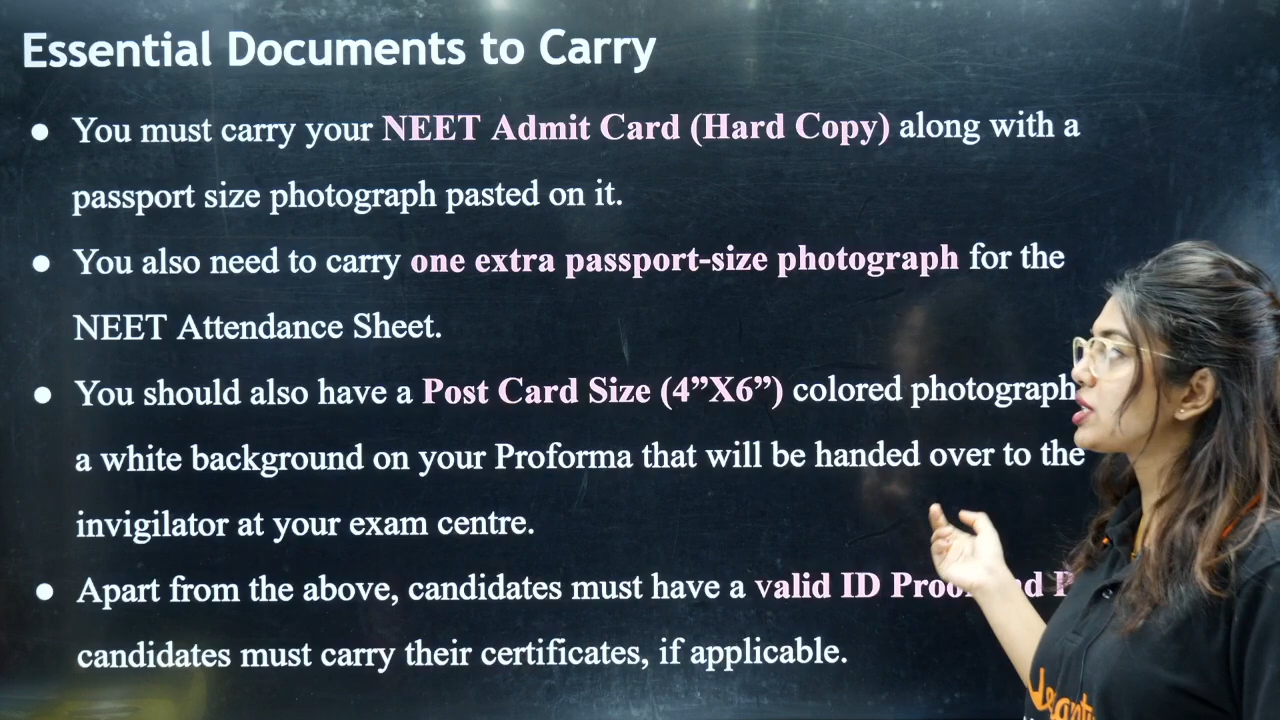 Essential Documents to Carry
● You must carry your NEET Admit Card (Hard Copy) along with a
passport size photograph pasted on it.
● You also need to carry one extra passport-size photograph for the
NEET Attendance Sheet.
● You should also have a Post Card Size (4”X6”) colored photograph
a white background on your Proforma that will be handed over to the
invigilator at your exam centre.
● Apart from the above, candidates must have a valid ID
candidates must carry their certificates, if applicable.